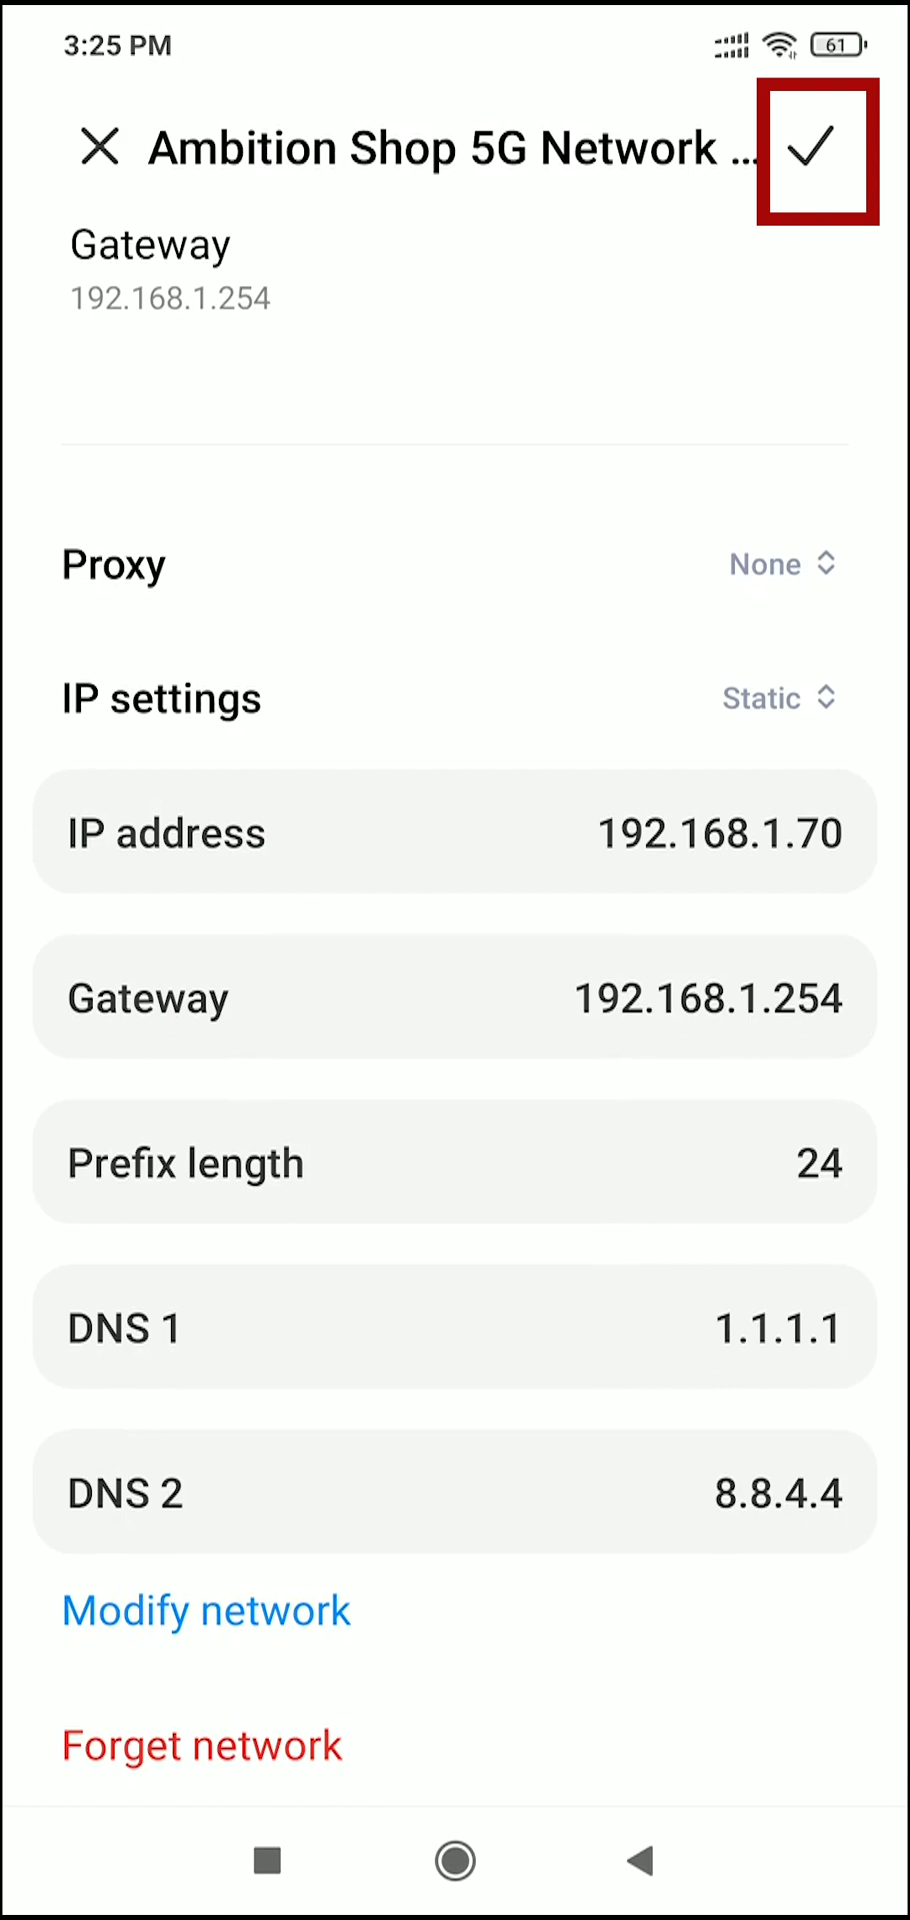 3:25 PM 61
Ambition Shop 5G Network ...
Gateway
192.168.1.254
Proxy None
IP settings Static
IP address 192.168.1.70
Gateway 192.168.1.254
Prefix length 24
DNS 1 1.1.1.1
DNS 2 8.8.4.4
Modify network
Forget network